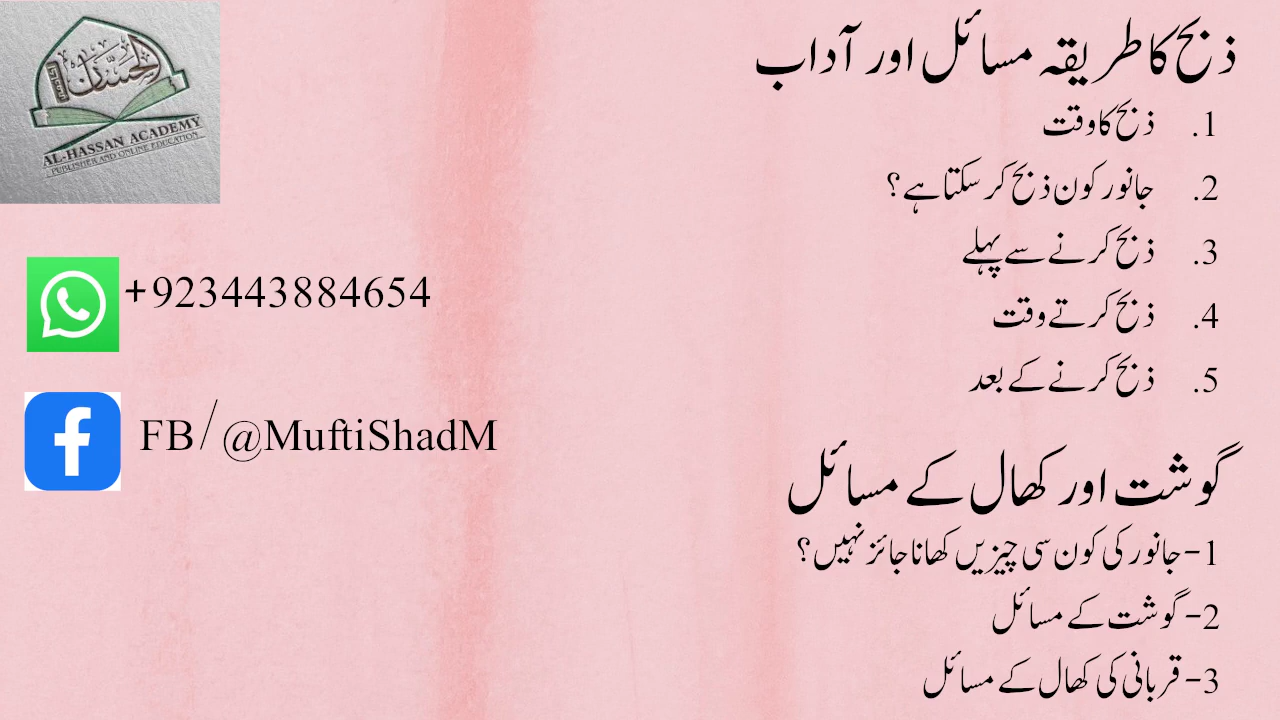 الحسّان
AL-HASSAN ACADEMY
PUBLISHER AND ONLINE EDUCATION
+923443884654
FB/@MuftiShadM
ذبح کا طریقہ مسائل اور آداب
1. ذبح کا وقت
2. جانور کون ذبح کر سکتا ہے؟
3. ذبح کرنے سے پہلے
4. ذبح کرتے وقت
5. ذبح کرنے کے بعد
گوشت اور کھال کے مسائل
1- جانور کی کون سی چیزیں کھانا جائز نہیں؟
2- گوشت کے مسائل
3- قربانی کی کھال کے مسائل